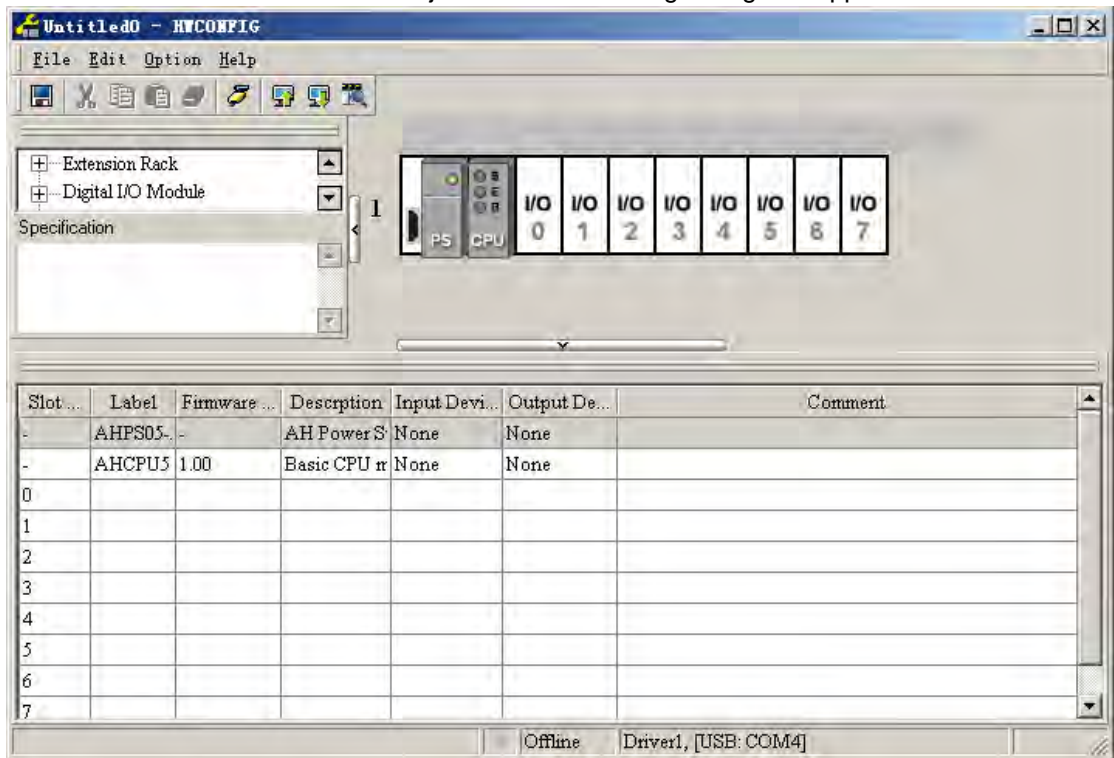 Untitled0 - HWCONFIG
File Edit Option Help
Extension Rack
Digital I/O Module
Specification
1
PS CPU I/O 0 I/O 1 I/O 2 I/O 3 I/O 4 I/O 5 I/O 6 I/O 7
Slot ... Label Firmware ... Descrption Input Devi... Output De... Comment
- AHPS05-. - AH Power S None None
- AHCPU5 1.00 Basic CPU m None None
0
1
2
3
4
5
6
7
Offline Driver1, [USB: COM4]